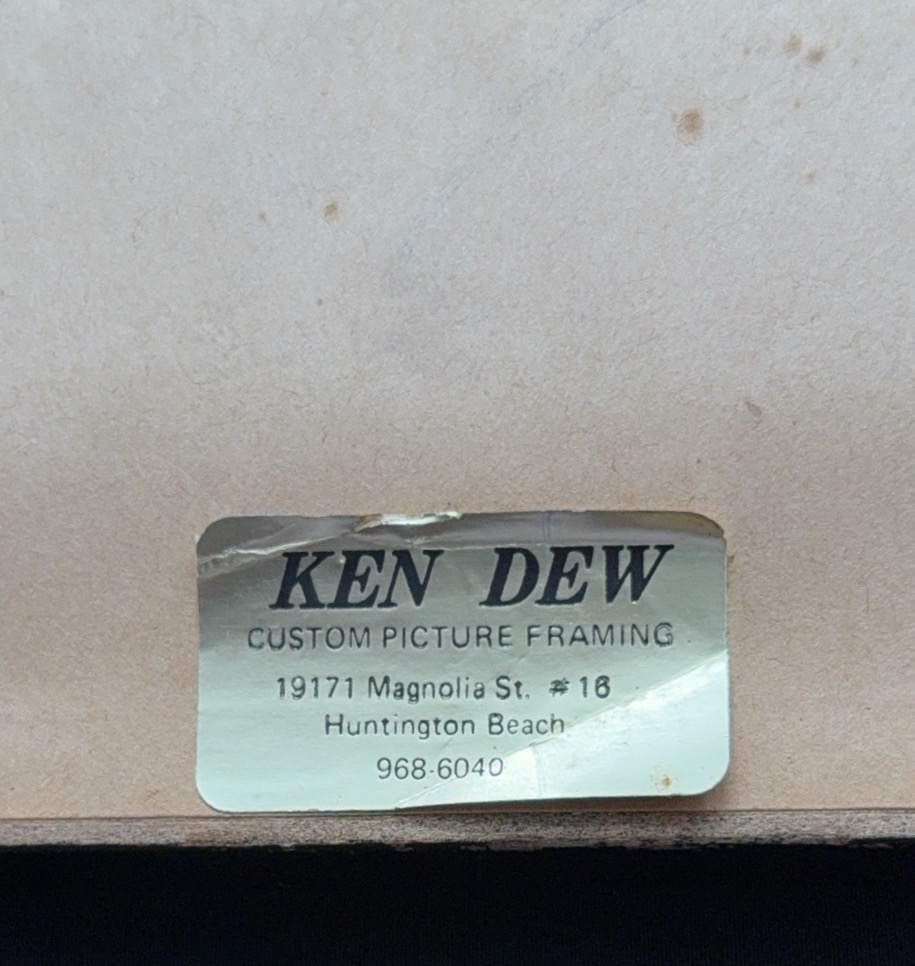 KEN DEW
CUSTOM PICTURE FRAMING
19171 Magnolia St. # 16
Huntington Beach
968-6040